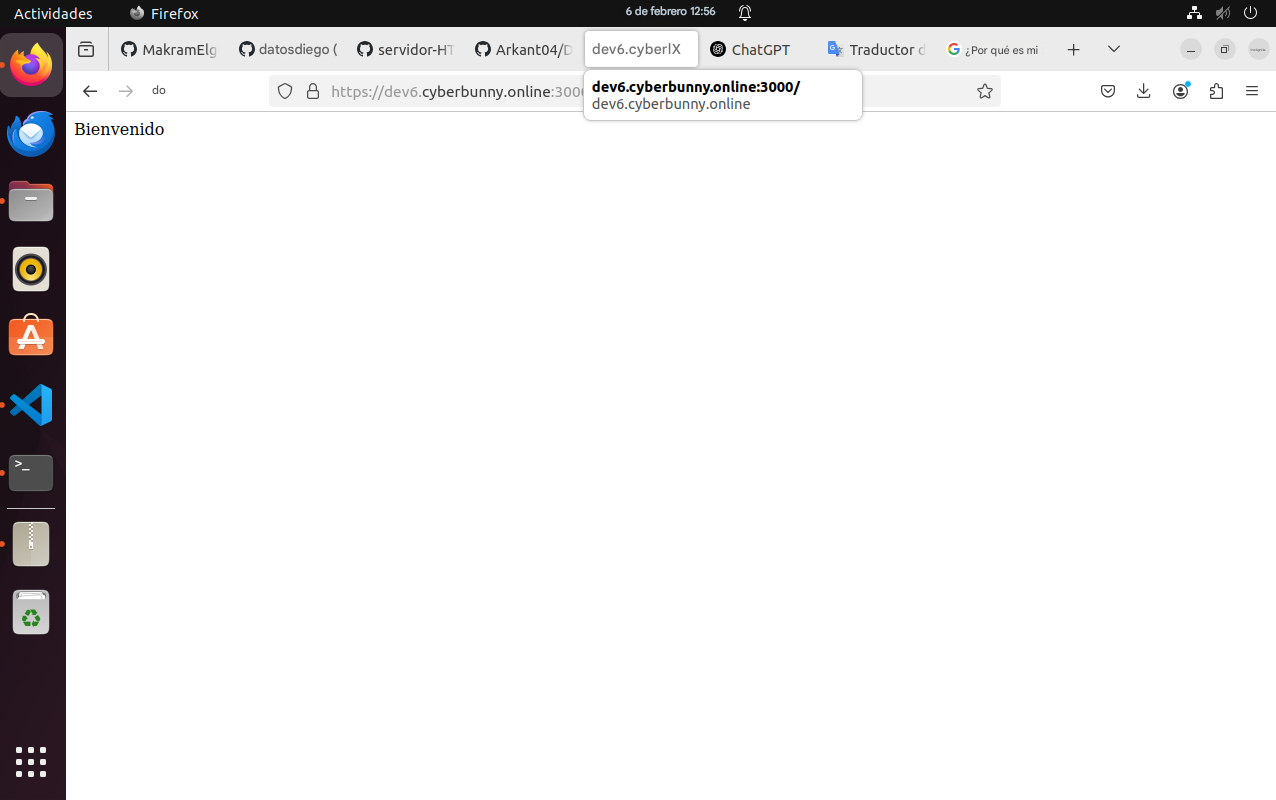 Actividades
Firefox
6 de febrero 12:56
MakramElg
datosdiego (
servidor-HT
Arkant04/D
dev6.cyberlX
ChatGPT
Traductor d
¿Por qué es mi
do
https://dev6.cyberbunny.online:3000
dev6.cyberbunny.online:3000/
dev6.cyberbunny.online
Bienvenido